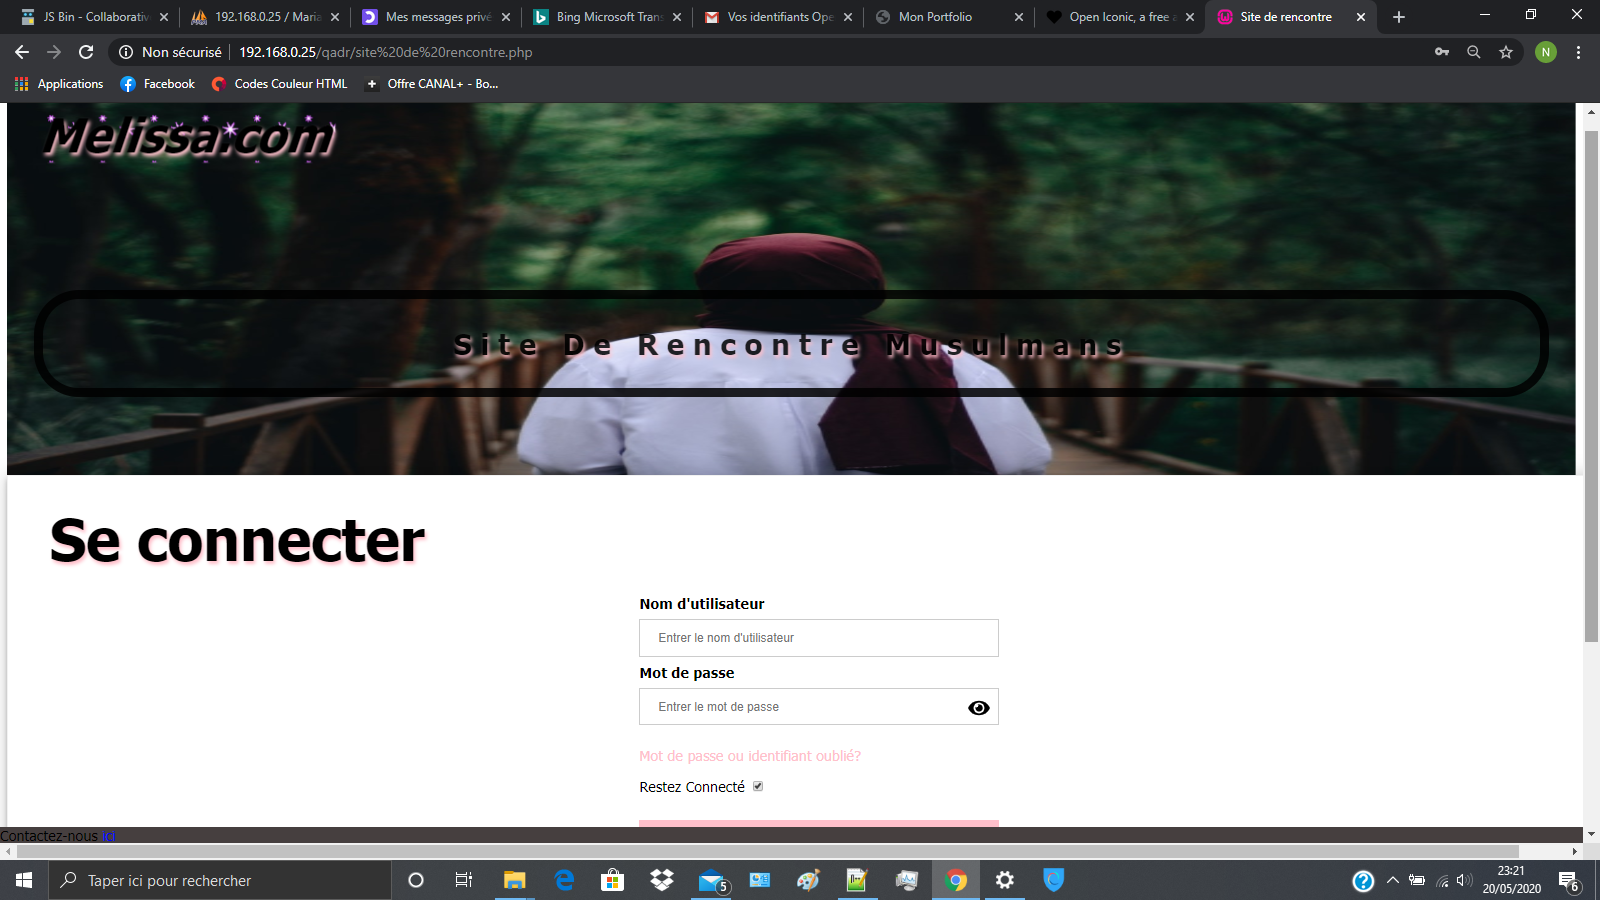 JS Bin - Collaborativ
192.168.0.25 / Maria
Mes messages privé
Bing Microsoft Trans
Vos identifiants Ope
Mon Portfolio
Open Iconic, a free a
Site de rencontre
Non sécurisé
192.168.0.25/qadr/site%20de%20rencontre.php
N
Applications
Facebook
Codes Couleur HTML
Offre CANAL+ - Bo...
Melissa.com
Site De Rencontre Musulmans
Se connecter
Nom d'utilisateur
Entrer le nom d'utilisateur
Mot de passe
Entrer le mot de passe
Mot de passe ou identifiant oublié?
Restez Connecté
Contactez-nous ici
Taper ici pour rechercher
5
23:21
20/05/2020
6